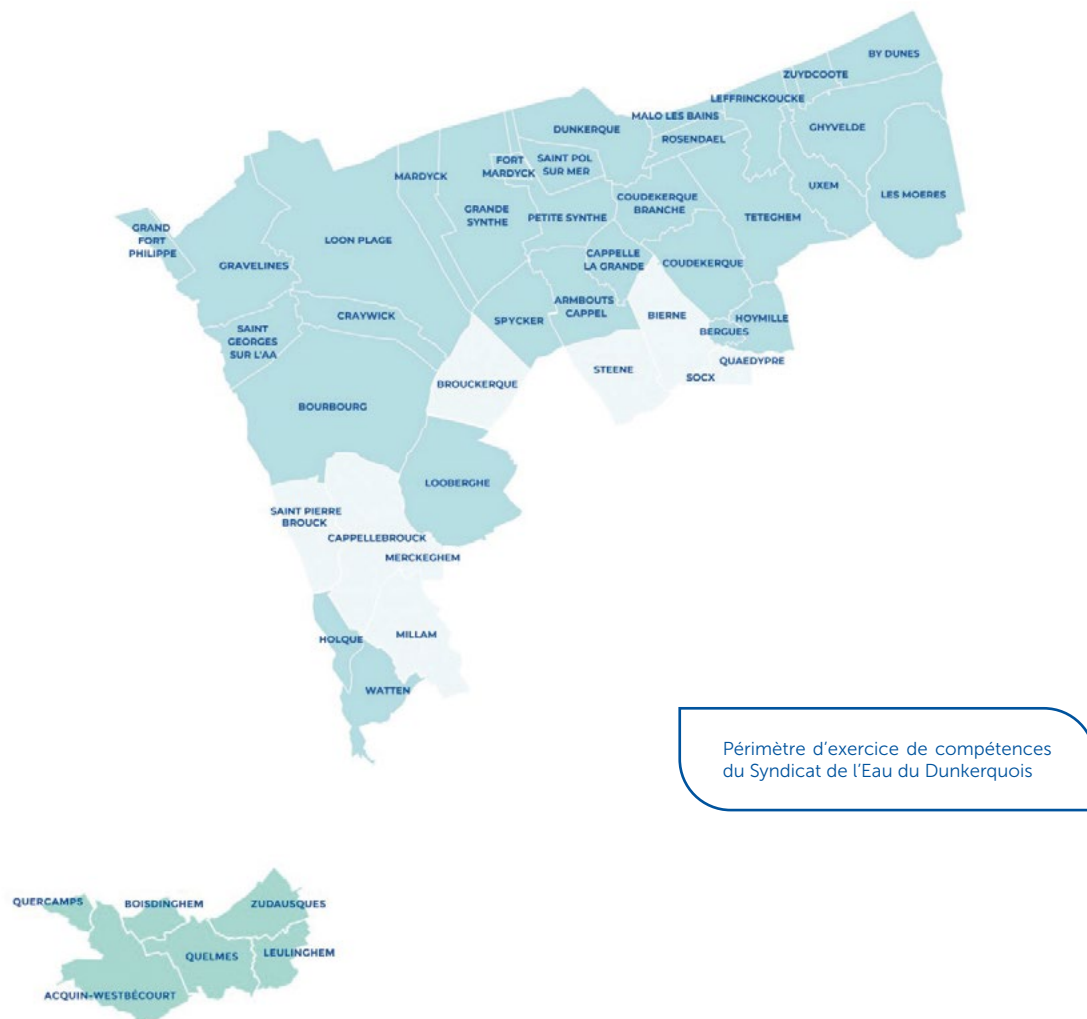 BY DUNES
ZUYDCOOTE
LEFFRINCKOUCKE
MALO LES BAINS
GHYVELDE
DUNKERQUE
ROSENDAEL
FORT
MARDYCK
SAINT POL
SUR MER
MARDYCK
UXEM
LES MOERES
COUDEKERQUE
BRANCHE
GRANDE
SYNTHE
PETITE SYNTHE
TETEGHEM
GRAND
FORT
PHILIPPE
LOON PLAGE
GRAVELINES
CAPPELLE
LA GRANDE
COUDEKERQUE
ARMBOUTS
CAPPEL
CRAYWICK
SPYCKER
BIERNE
HOYMILLE
BERGUES
SAINT
GEORGES
SUR L'AA
QUAEDYPRE
STEENE
SOCX
BROUCKERQUE
BOURBOURG
LOOBERGHE
SAINT PIERRE
BROUCK
CAPPELLEBROUCK
MERCKEGHEM
HOLQUE
MILLAM
WATTEN
Périmètre d'exercice de compétences
du Syndicat de l'Eau du Dunkerquois
QUERCAMPS
BOISDINGHEM
ZUDAUSQUES
QUELMES
LEULINGHEM
ACQUIN-WESTBÉCOURT